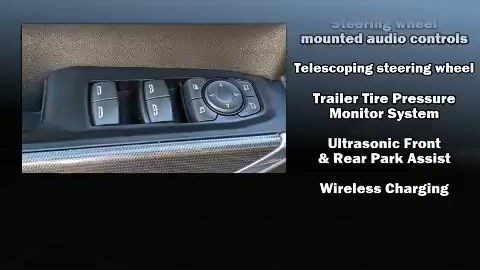 Steering wheel
mounted audio controls
Telescoping steering wheel
Trailer Tire Pressure
Monitor System
Ultrasonic Front
& Rear Park Assist
Wireless Charging